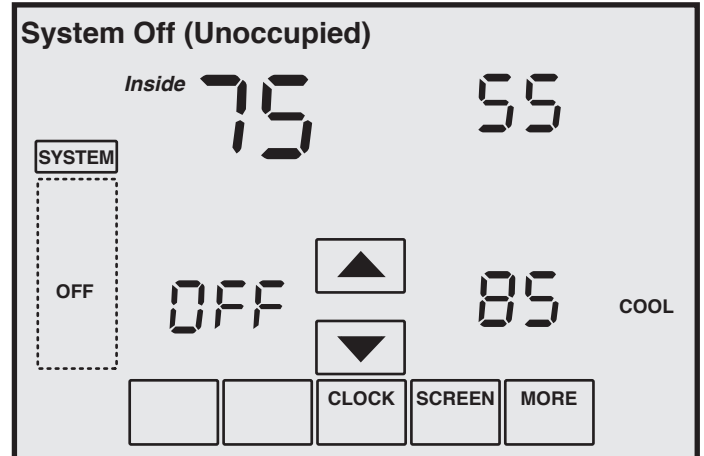 System Off (Unoccupied)
Inside 75 55
SYSTEM
OFF
OFF 85 COOL
CLOCK SCREEN MORE